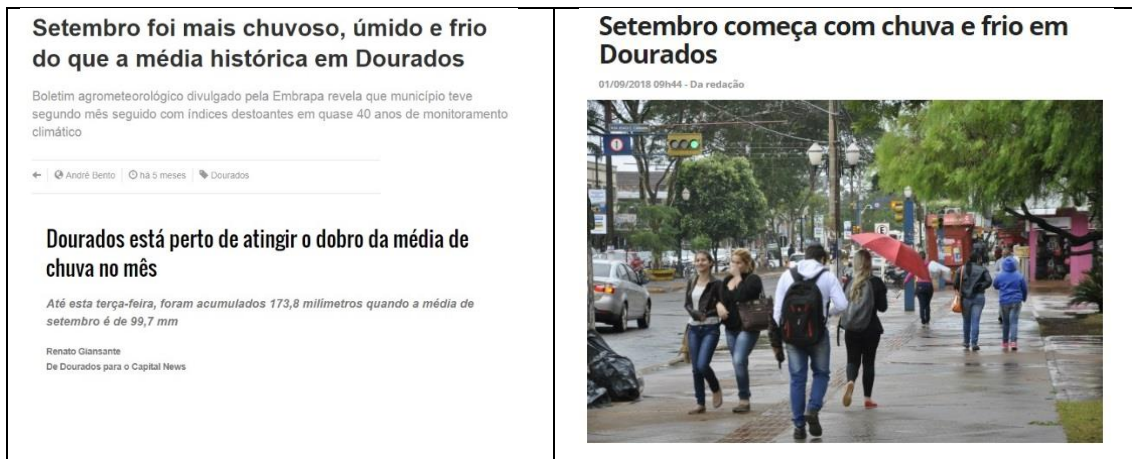 Setembro foi mais chuvoso, úmido e frio
do que a média histórica em Dourados
Boletim agrometeorológico divulgado pela Embrapa revela que município teve
segundo mês seguido com índices destoantes em quase 40 anos de monitoramento
climático
André Bento há 5 meses Dourados
Dourados está perto de atingir o dobro da média de
chuva no mês
Até esta terça-feira, foram acumulados 173,8 milímetros quando a média de
setembro é de 99,7 mm
Renato Giansante
De Dourados para o Capital News
Setembro começa com chuva e frio em
Dourados
01/09/2018 09h44 - Da redação